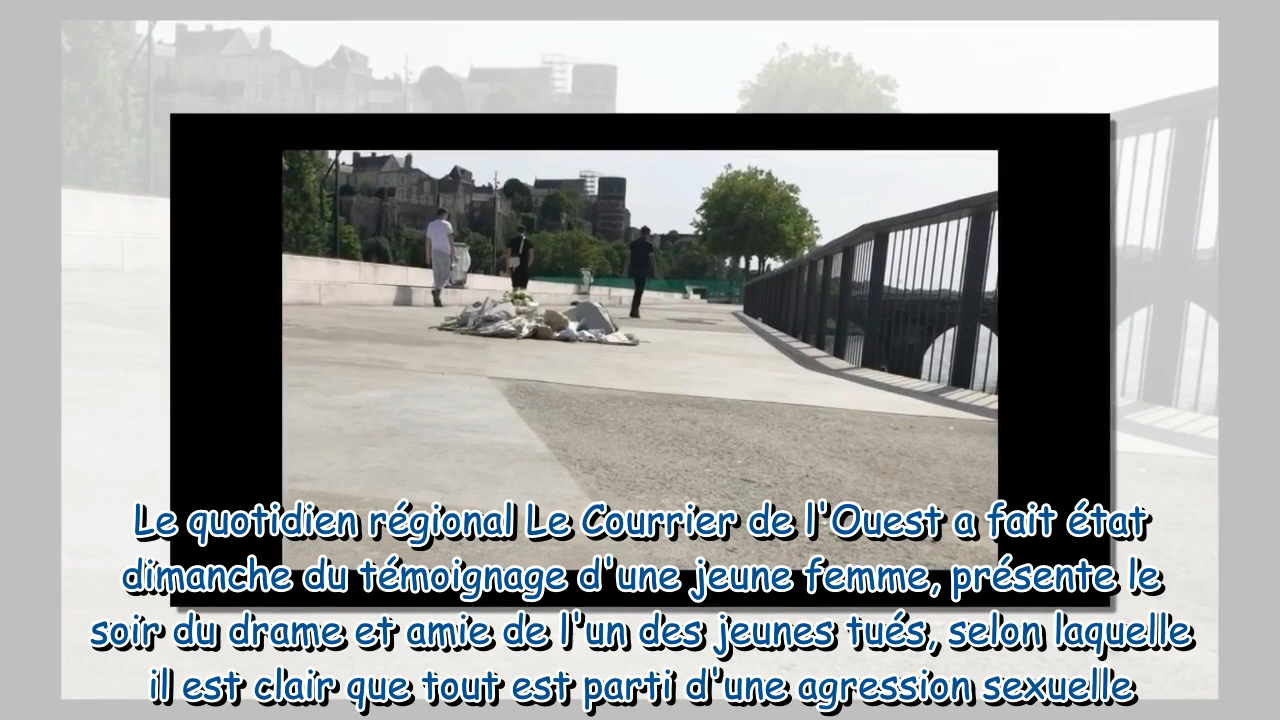 Le quotidien régional Le Courrier de l'Ouest a fait état
dimanche du témoignage d'une jeune femme, présente le
soir du drame et amie de l'un des jeunes tués, selon laquelle
il est clair que tout est parti d'une agression sexuelle